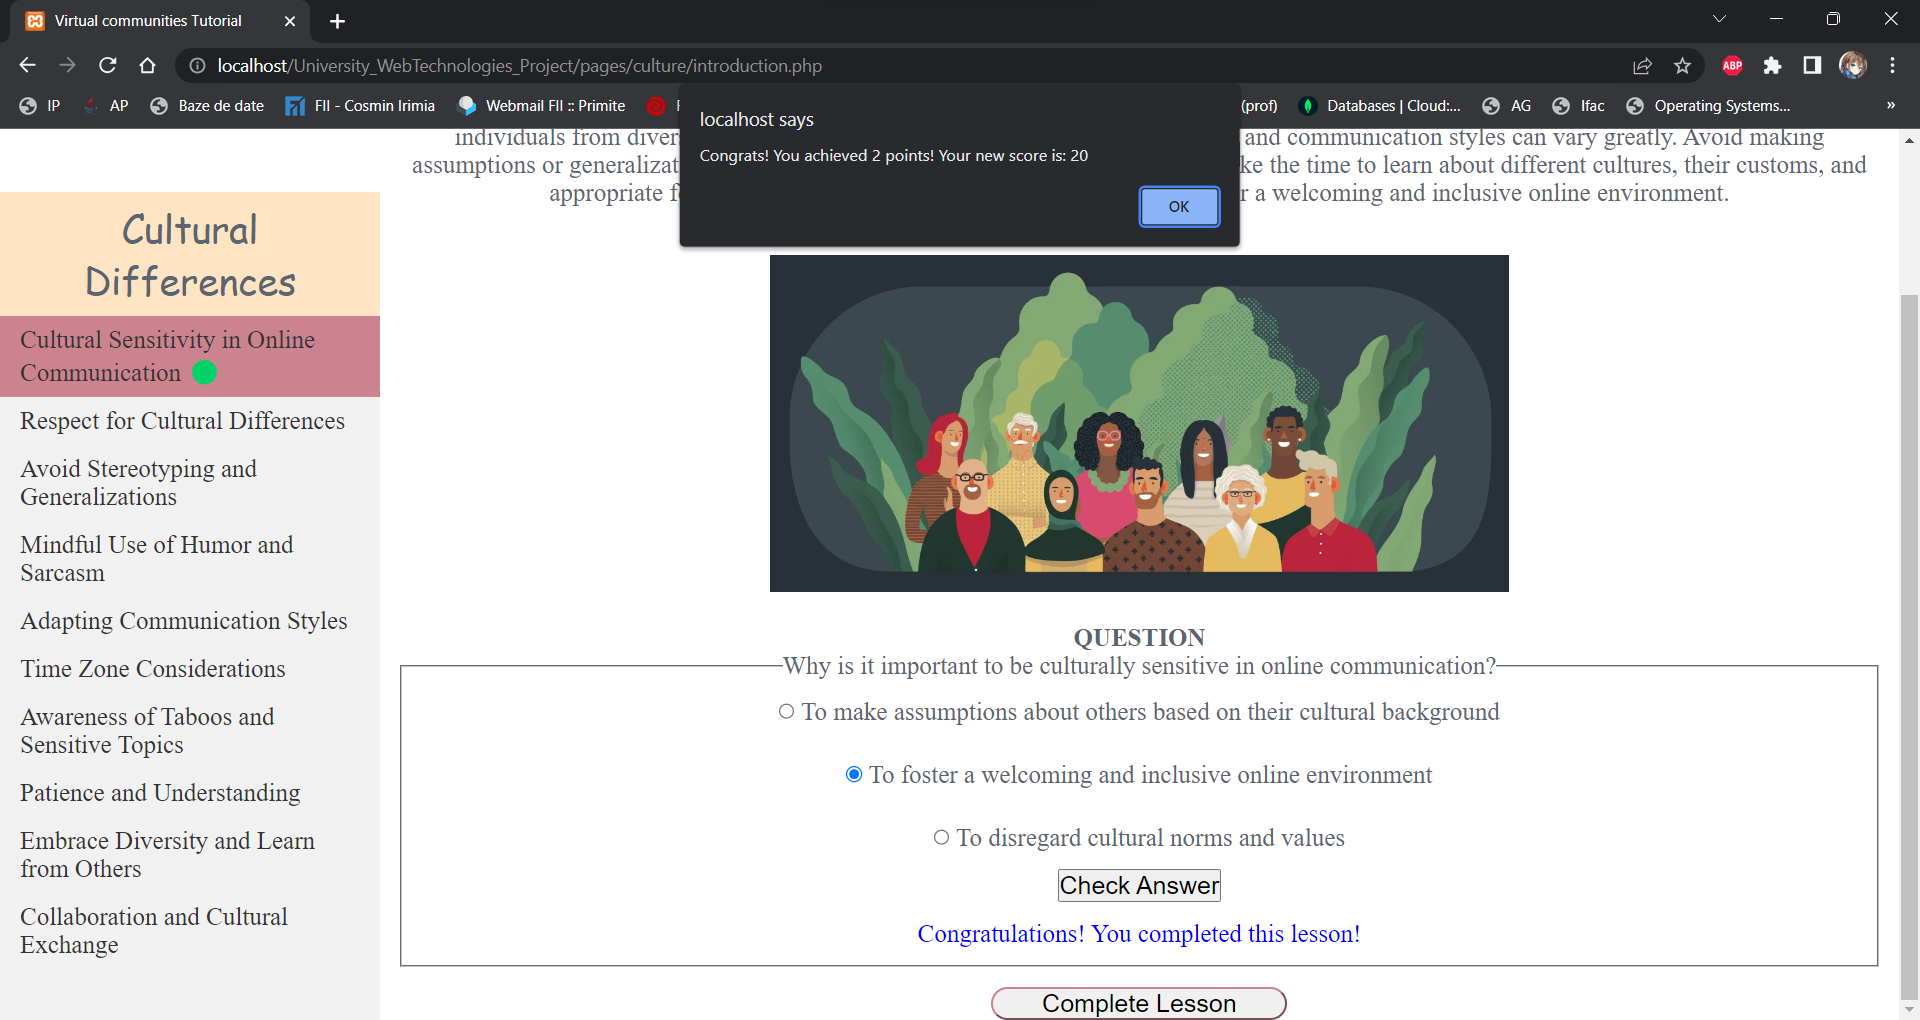 Virtual communities Tutorial
localhost/University_WebTechnologies_Project/pages/culture/introduction.php
ABP
IP AP Baze de date FII - Cosmin Irimia Webmail FII :: Primite (prof) Databases | Cloud:... AG Ifac Operating Systems... »
localhost says
Congrats! You achieved 2 points! Your new score is: 20
OK
individuals from diver and communication styles can vary greatly. Avoid making
assumptions or generalizat ke the time to learn about different cultures, their customs, and
appropriate f r a welcoming and inclusive online environment.
Cultural
Differences
Cultural Sensitivity in Online
Communication
Respect for Cultural Differences
Avoid Stereotyping and
Generalizations
Mindful Use of Humor and
Sarcasm
Adapting Communication Styles
Time Zone Considerations
Awareness of Taboos and
Sensitive Topics
Patience and Understanding
Embrace Diversity and Learn
from Others
Collaboration and Cultural
Exchange
QUESTION
Why is it important to be culturally sensitive in online communication?
To make assumptions about others based on their cultural background
To foster a welcoming and inclusive online environment
To disregard cultural norms and values
Check Answer
Congratulations! You completed this lesson!
Complete Lesson